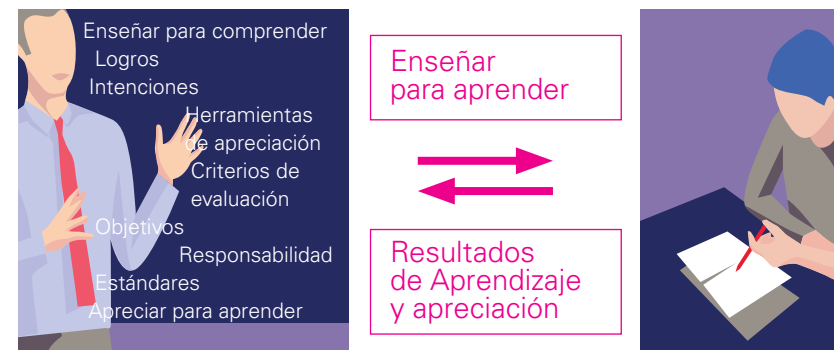 Enseñar para comprender
Logros
Intenciones
Herramientas
de apreciación
Criterios de
evaluación
Objetivos
Responsabilidad
Estándares
Apreciar para aprender
Enseñar
para aprender
Resultados
de Aprendizaje
y apreciación